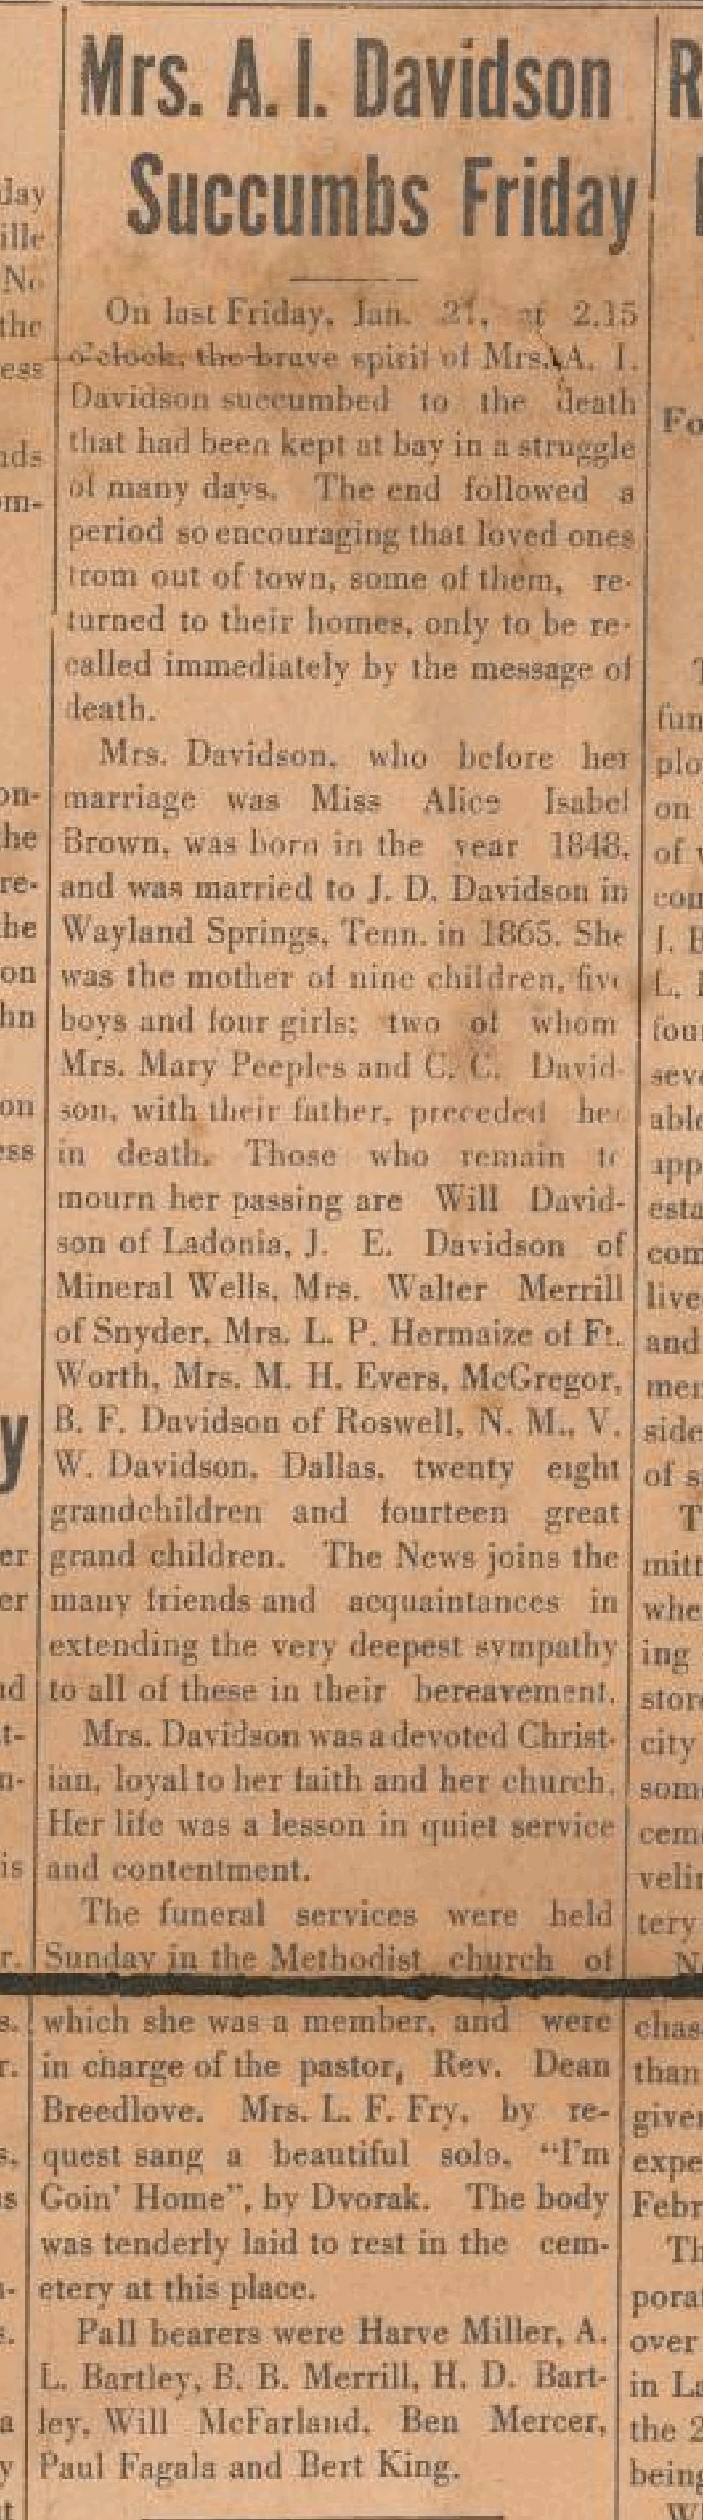 Mrs. A. I. Davidson
Succumbs Friday
On last Friday, Jan. 21, at 2.15
o'clock, the brave spirit of Mrs. A. I.
Davidson succumbed to the death
that had been kept at bay in a struggle
of many days. The end followed a
period so encouraging that loved ones
from out of town, some of them, re-
turned to their homes, only to be re-
called immediately by the message of
death.
Mrs. Davidson, who before her
marriage was Miss Alice Isabel
Brown, was born in the year 1848,
and was married to J. D. Davidson in
Wayland Springs, Tenn. in 1865. She
was the mother of nine children, five
boys and four girls; two of whom
Mrs. Mary Peeples and C. C. David-
son, with their father, preceded her
in death. Those who remain to
mourn her passing are Will David-
son of Ladonia, J. E. Davidson of
Mineral Wells, Mrs. Walter Merrill
of Snyder, Mrs. L. P. Hermaize of Ft.
Worth, Mrs. M. H. Evers, McGregor,
B. F. Davidson of Roswell, N. M., V.
W. Davidson, Dallas, twenty eight
grandchildren and fourteen great
grand children. The News joins the
many friends and acquaintances in
extending the very deepest sympathy
to all of these in their bereavement.
Mrs. Davidson was a devoted Christ-
ian, loyal to her faith and her church.
Her life was a lesson in quiet service
and contentment.
The funeral services were held
Sunday in the Methodist church of
which she was a member, and were
in charge of the pastor, Rev. Dean
Breedlove. Mrs. L. F. Fry, by re-
quest sang a beautiful solo, "I'm
Goin' Home", by Dvorak. The body
was tenderly laid to rest in the cem-
etery at this place.
Pall bearers were Harve Miller, A.
L. Bartley, B. B. Merrill, H. D. Bart-
ley, Will McFarland, Ben Mercer,
Paul Fagala and Bert King.